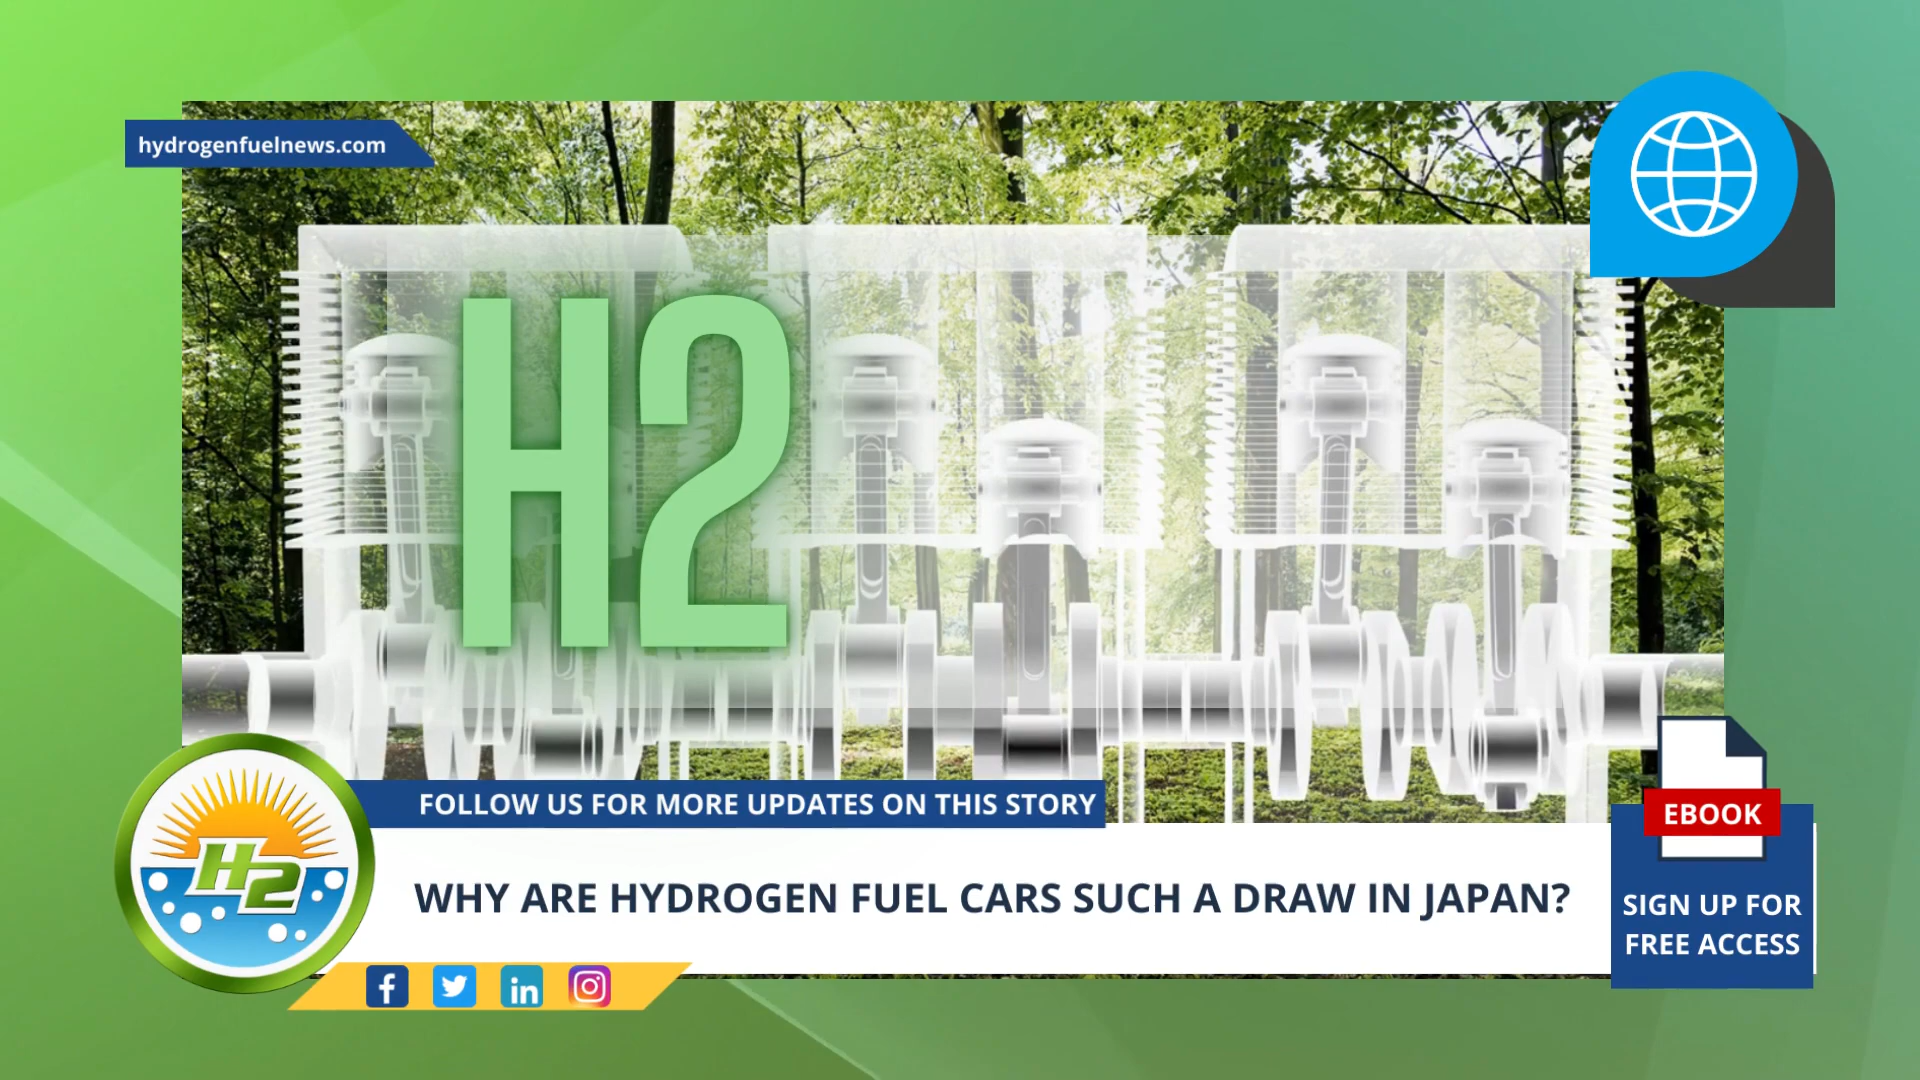 hydrogenfuelnews.com
H2
FOLLOW US FOR MORE UPDATES ON THIS STORY
H2
WHY ARE HYDROGEN FUEL CARS SUCH A DRAW IN JAPAN?
EBOOK
SIGN UP FOR
FREE ACCESS
f
in